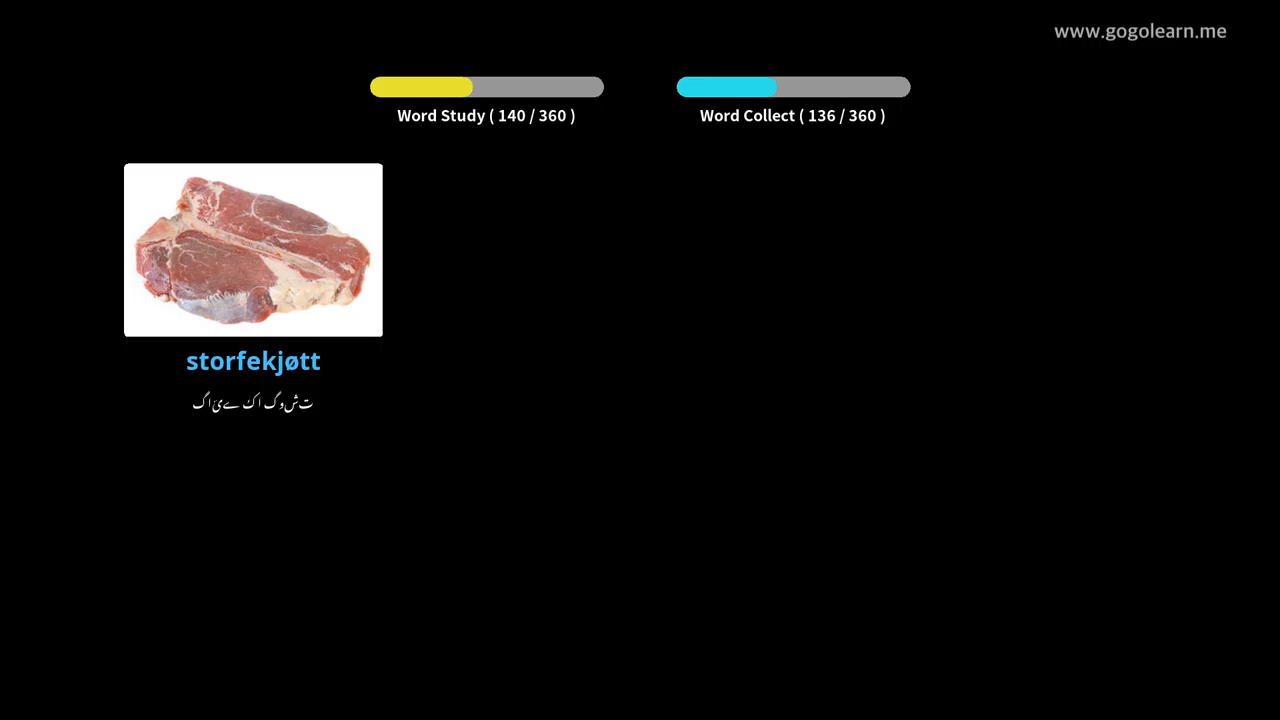 www.gogolearn.me
Word Study ( 140 / 360 )
Word Collect ( 136 / 360 )
storfekjøtt
گائے کا گوشت